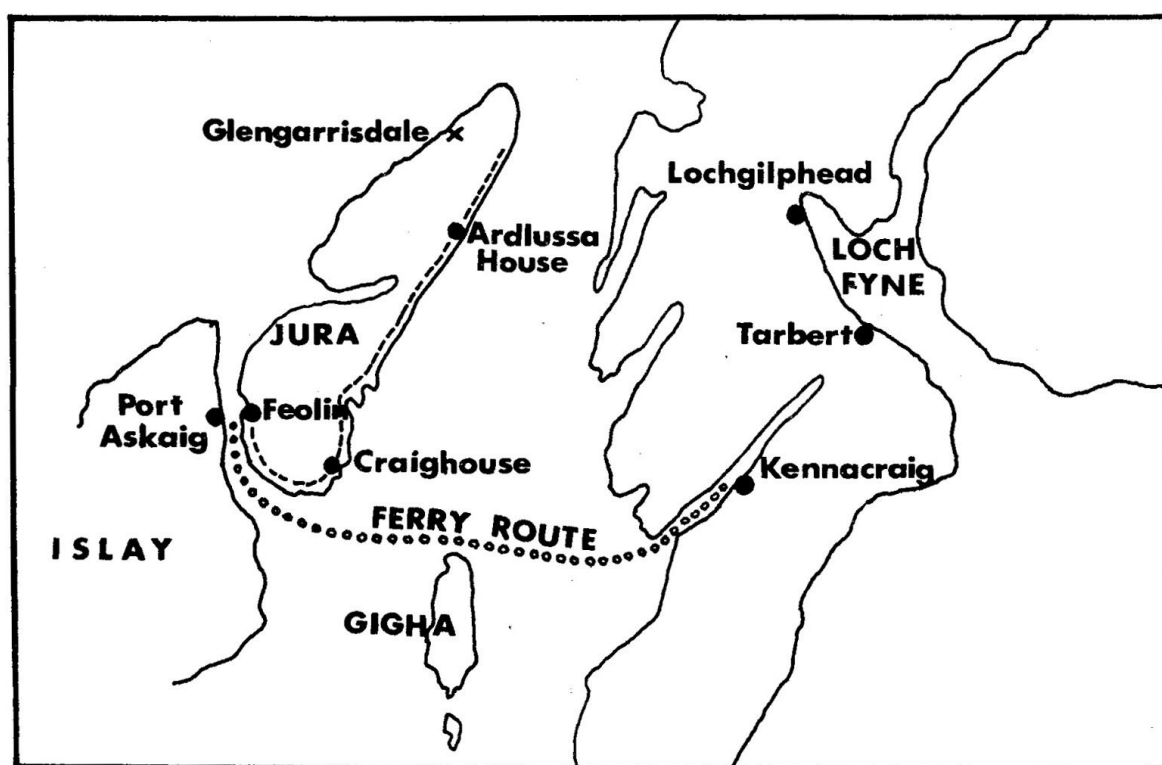 Glengarrisdale
Lochgilphead
Ardlussa
House
LOCH
FYNE
JURA
Tarbert
Port
Askaig
Feolin
Craighouse
Kennacraig
FERRY ROUTE
ISLAY
GIGHA